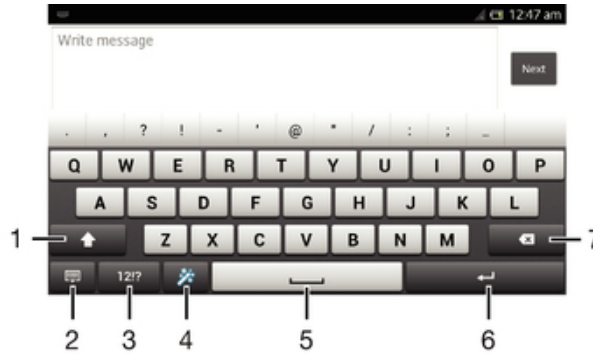 12:47 am
Write message
Next
. , ? ! - ' @ " / : ; _
Q W E R T Y U I O P
A S D F G H J K L
1 Z X C V B N M 7
12!?
2 3 4 5 6